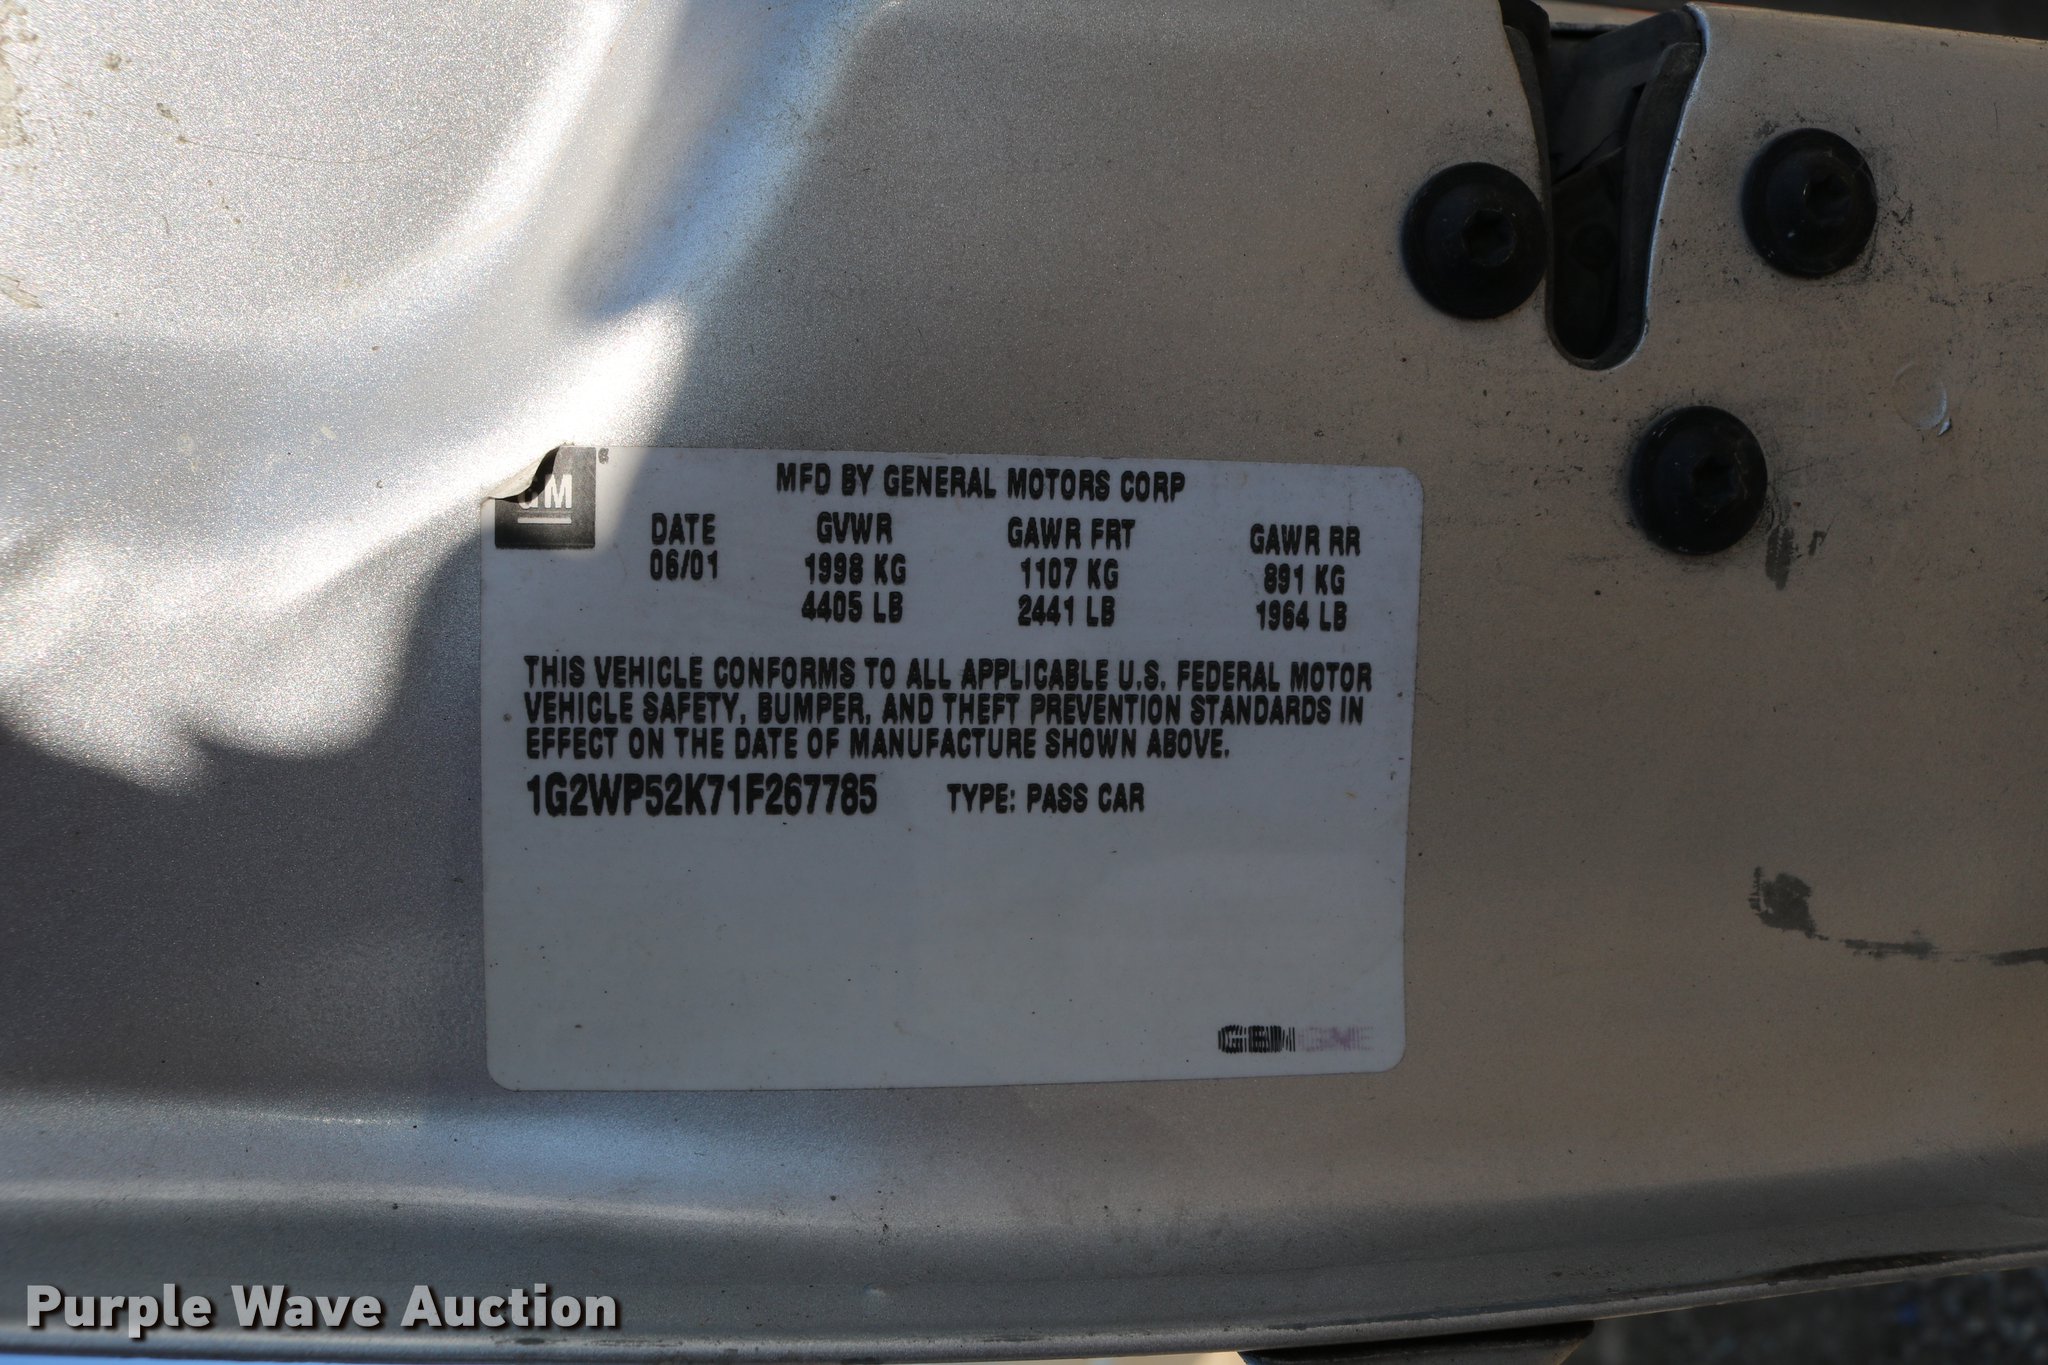 GM
MFD BY GENERAL MOTORS CORP
DATE GVWR GAWR FRT GAWR RR
06/01 1998 KG 1107 KG 891 KG
4405 LB 2441 LB 1964 LB
THIS VEHICLE CONFORMS TO ALL APPLICABLE U.S. FEDERAL MOTOR
VEHICLE SAFETY, BUMPER, AND THEFT PREVENTION STANDARDS IN
EFFECT ON THE DATE OF MANUFACTURE SHOWN ABOVE.
1G2WP52K71F267785 TYPE: PASS CAR
Purple Wave Auction